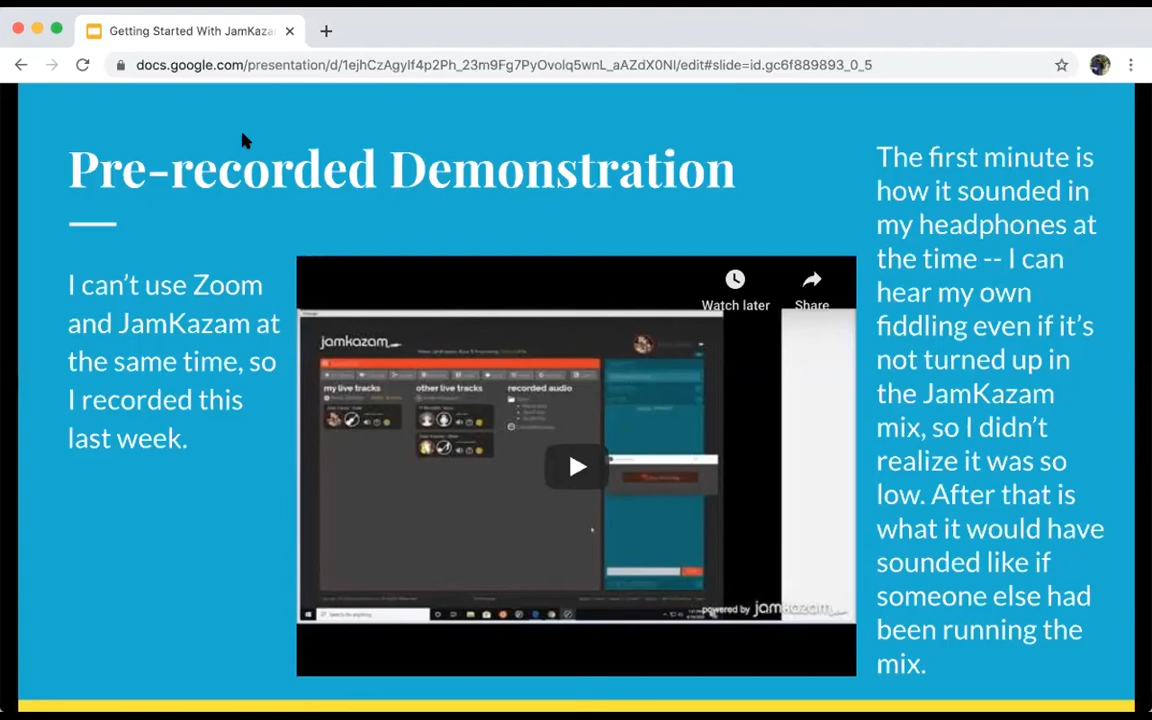 Getting Started With JamKaza
docs.google.com/presentation/d/1ejhCzAgylf4p2Ph_23m9Fg7PyOvolq5wnL_aAZdX0NI/edit#slide=id.gc6f889893_0_5
Pre-recorded Demonstration
I can’t use Zoom
and JamKazam at
the same time, so
I recorded this
last week.
Watch later
Share
jamkazam
my live tracks
other live tracks
recorded audio
powered by jamkazam
The first minute is
how it sounded in
my headphones at
the time -- I can
hear my own
fiddling even if it’s
not turned up in
the JamKazam
mix, so I didn’t
realize it was so
low. After that is
what it would have
sounded like if
someone else had
been running the
mix.